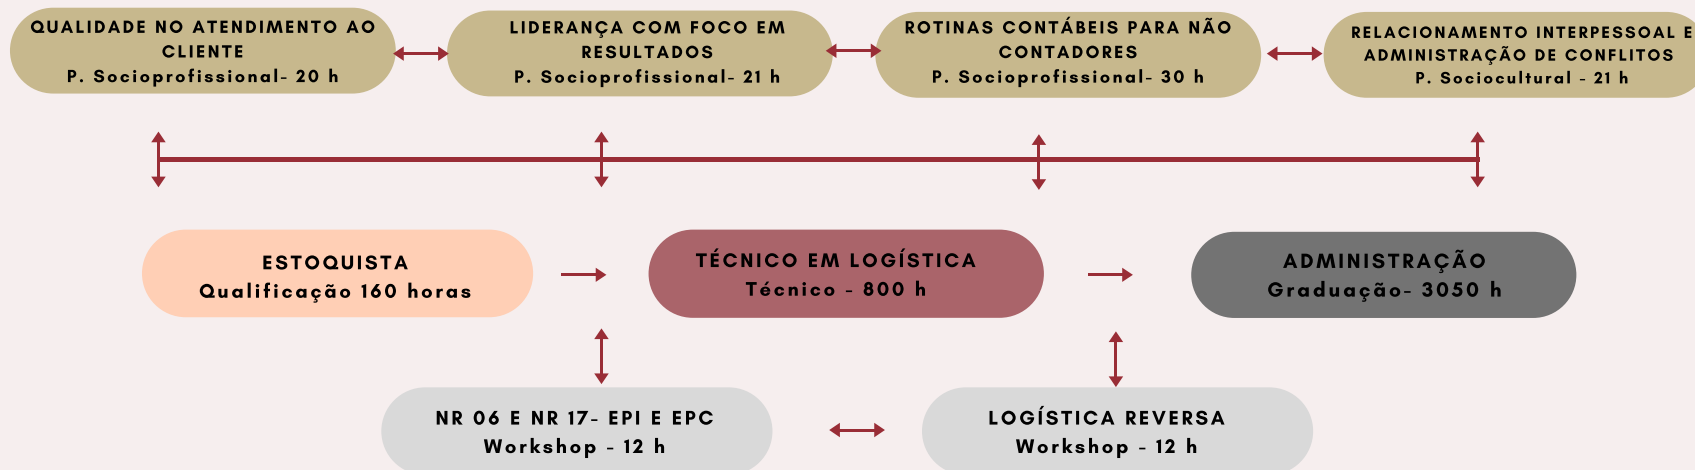 QUALIDADE NO ATENDIMENTO AO
CLIENTE
P. Socioprofissional- 20 h
LIDERANÇA COM FOCO EM
RESULTADOS
P. Socioprofissional- 21 h
ROTINAS CONTÁBEIS PARA NÃO
CONTADORES
P. Socioprofissional- 30 h
RELACIONAMENTO INTERPESSOAL E
ADMINISTRAÇÃO DE CONFLITOS
P. Sociocultural - 21 h
ESTOQUISTA
Qualificação 160 horas
TÉCNICO EM LOGÍSTICA
Técnico - 800 h
ADMINISTRAÇÃO
Graduação- 3050 h
NR 06 E NR 17- EPI E EPC
Workshop - 12 h
LOGÍSTICA REVERSA
Workshop - 12 h